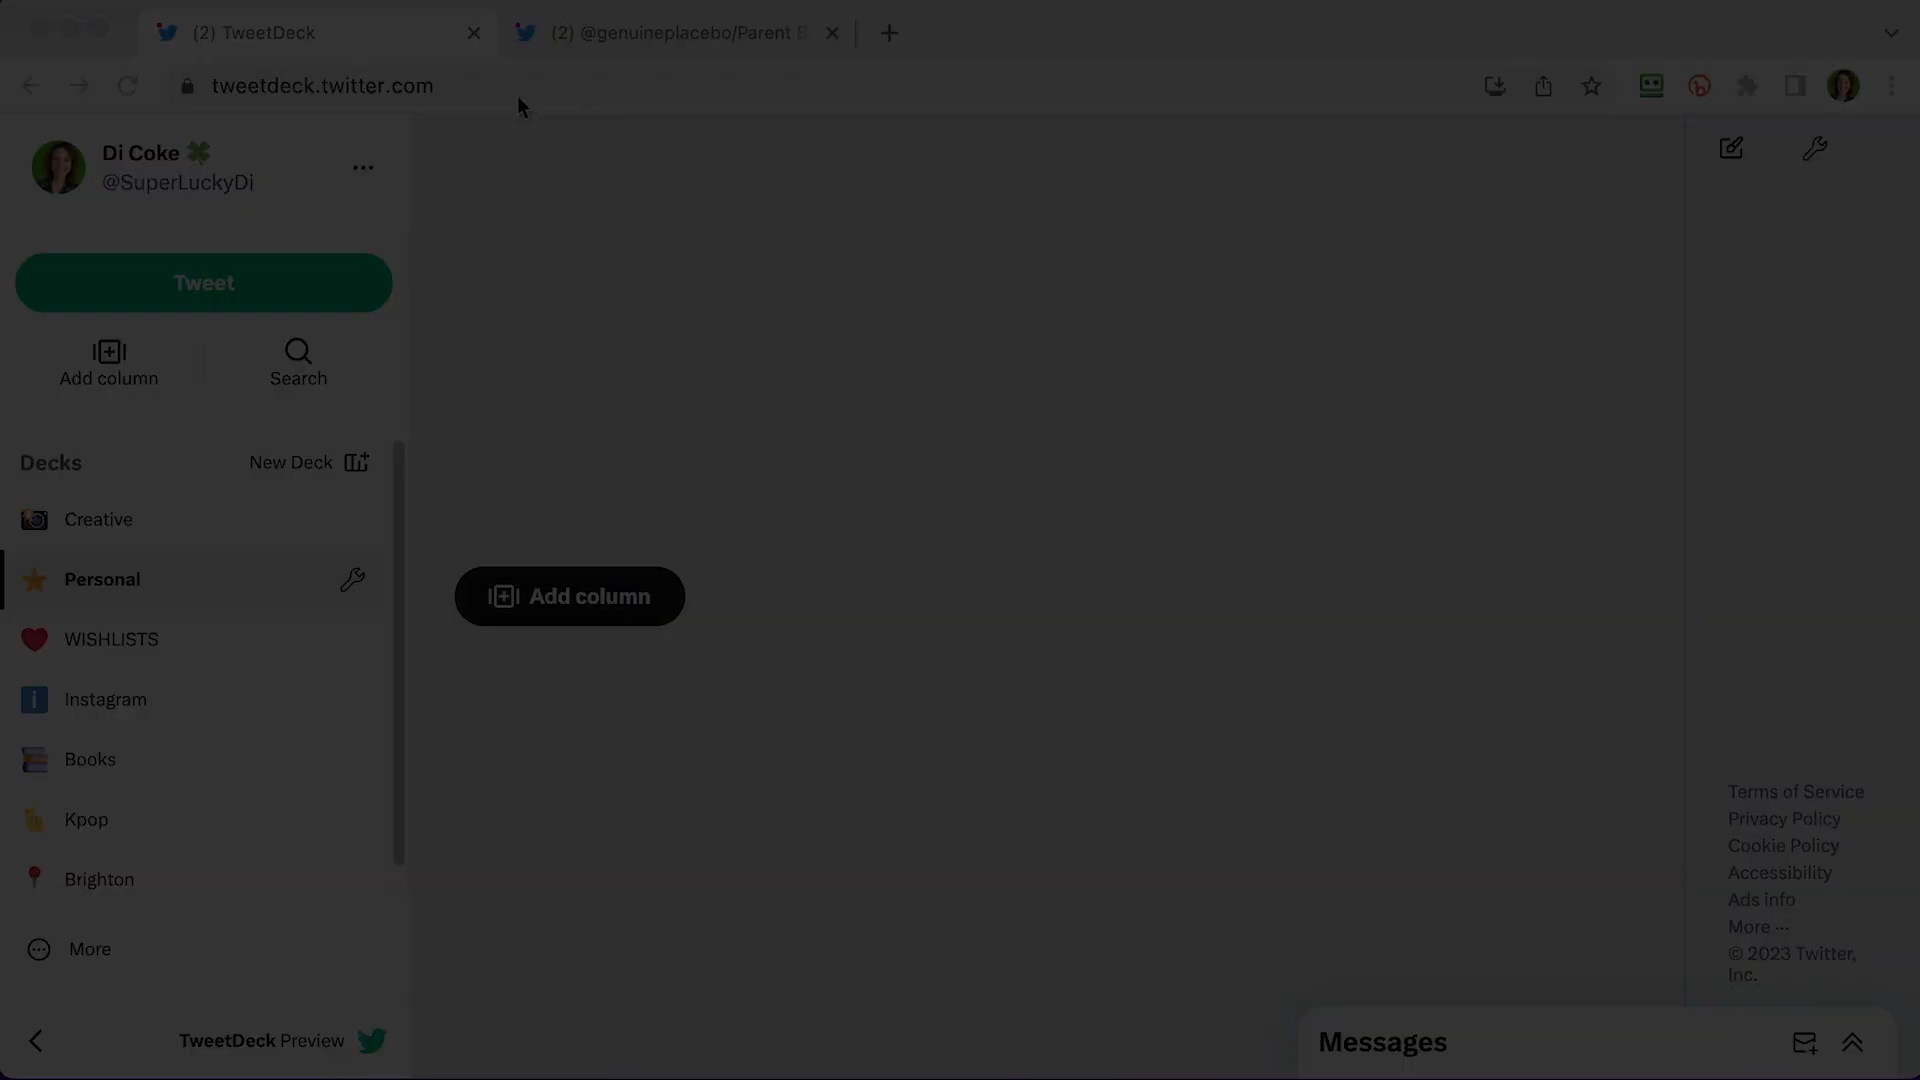 (2) TweetDeck
(2) @genuineplacebo/Parent B
tweetdeck.twitter.com
Di Coke
@SuperLuckyDi
Tweet
Add column
Search
Decks
New Deck
Creative
Personal
WISHLISTS
Instagram
Books
Kpop
Brighton
More
TweetDeck Preview
Add column
Terms of Service
Privacy Policy
Cookie Policy
Accessibility
Ads info
More ...
© 2023 Twitter,
Inc.
Messages